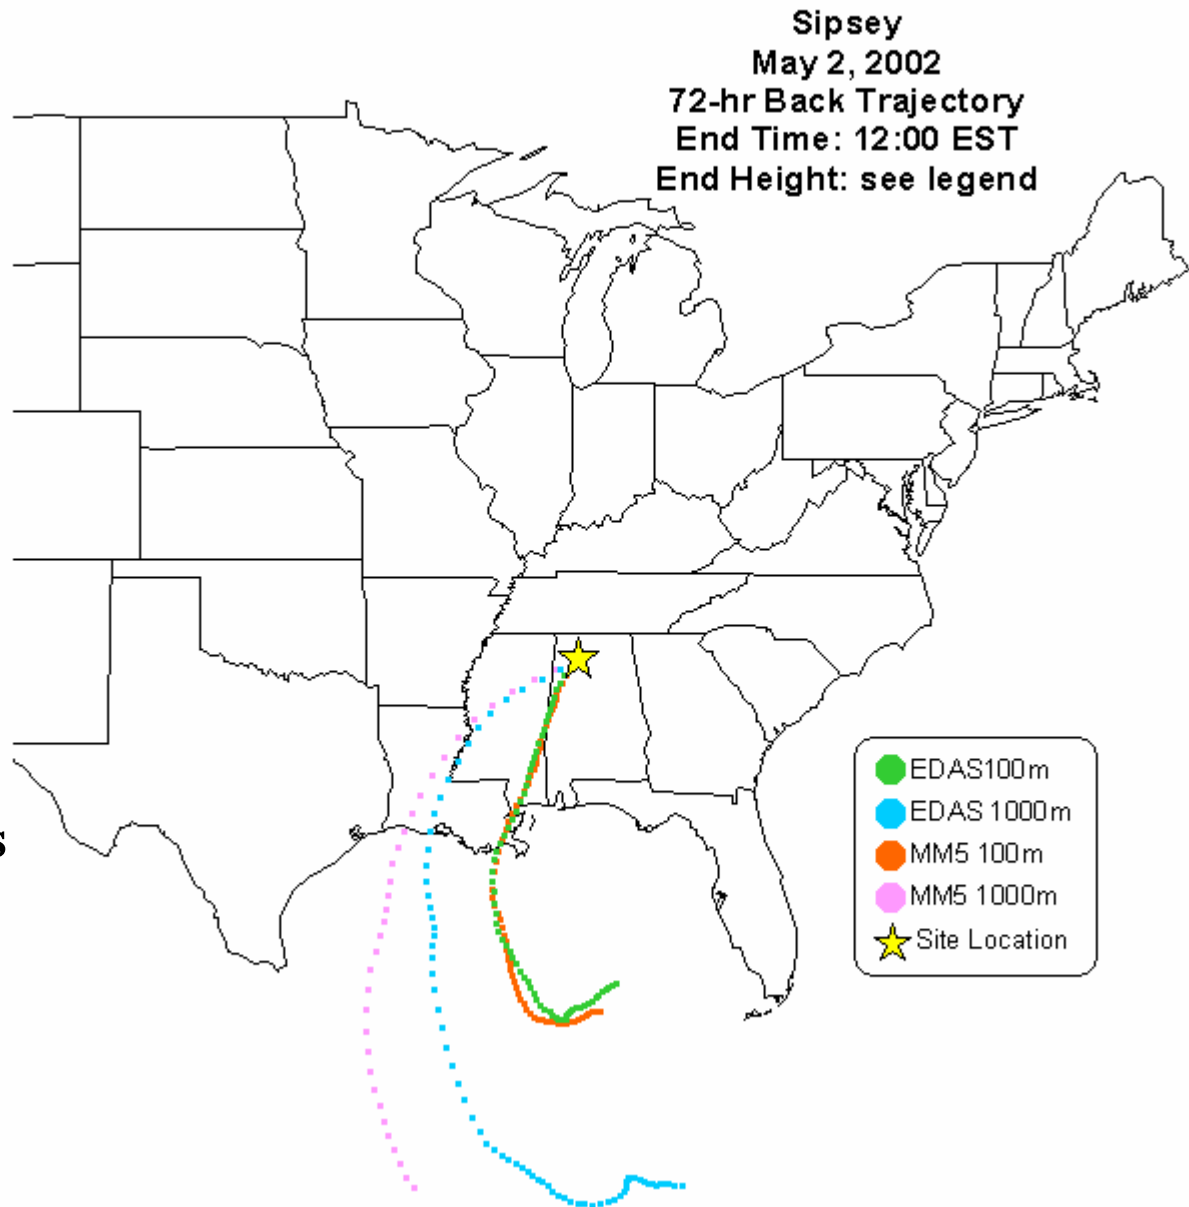 Sipsey
May 2, 2002
72-hr Back Trajectory
End Time: 12:00 EST
End Height: see legend
EDAS100m
EDAS 1000m
MM5 100m
MM5 1000m
Site Location
s